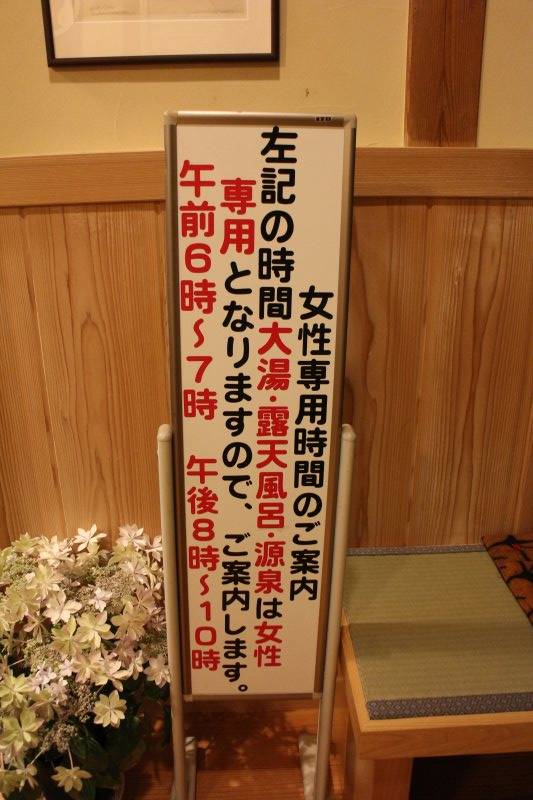 女性専用時間のご案内
左記の時間大湯・露天風呂・源泉は女性
専用となりますので、ご案内します。
午前6時～7時 午後8時～10時